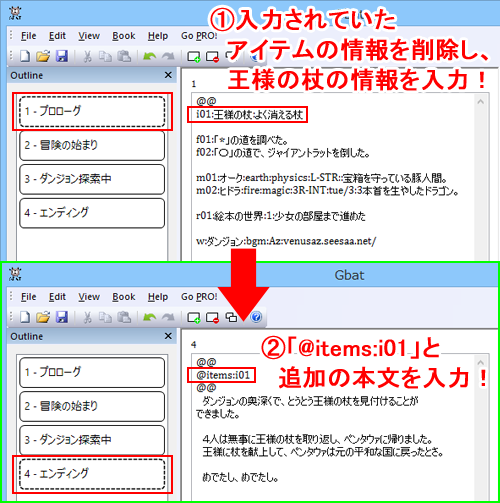 ①入力されていた
アイテムの情報を削除し、
王様の杖の情報を入力！
File Edit View Book Help Go PRO!
Outline
1 - プロローグ
2 - 冒険の始まり
3 - ダンジョン探索中
4 - エンディング
1
@@
i01:王様の杖:よく消える杖
f01:「*」の道を調べた。
f02:「〇」の道で、ジャイアントラットを倒した。
m01:オーク:earth:physics:L-STR::宝箱を守っている豚人間。
m02:ヒドラ:fire:magic:3R-INT:tue/3:3本首を生やしたドラゴン。
r01:絵本の世界:1:少女の部屋まで進めた
w:ダンジョン:bgm:Az:venusaz.seesaa.net/
Gbat
File Edit View Book Help Go PRO!
Outline
1 - プロローグ
2 - 冒険の始まり
3 - ダンジョン探索中
4 - エンディング
②「@items:i01」と
追加の本文を入力！
4
@@
@items:i01
@@
ダンジョンの奥深くで、とうとう王様の杖を見付けることが
できました。
4人は無事に王様の杖を取り返し、ペンタウァに帰りました。
王様に杖を献上して、ペンタウァは元の平和な国に戻ったとさ。
めでたし、めでたし。